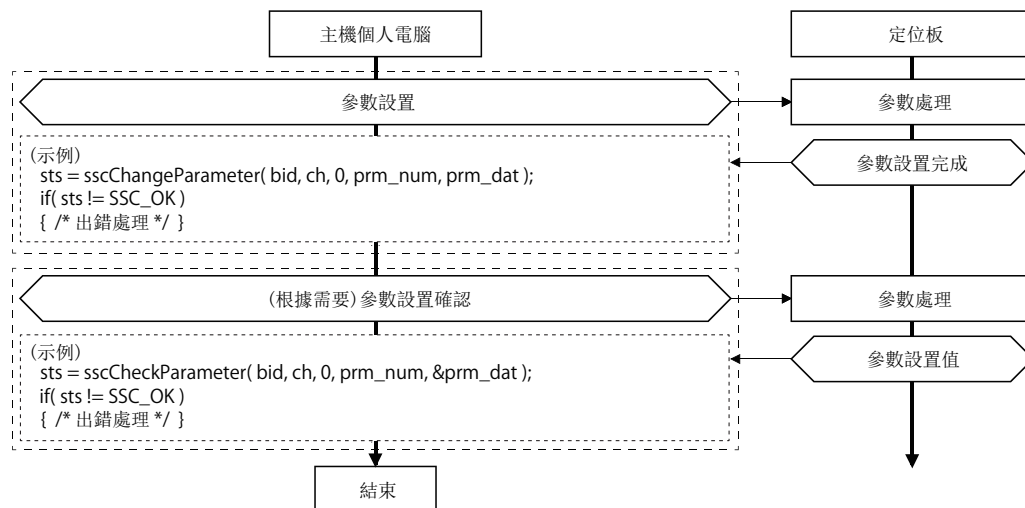 主機個人電腦
定位板
參數設置
參數處理
(示例)
sts = sscChangeParameter( bid, ch, 0, prm_num, prm_dat );
if( sts != SSC_OK )
{ /* 出錯處理 */ }
參數設置完成
(根據需要)參數設置確認
參數處理
(示例)
sts = sscCheckParameter( bid, ch, 0, prm_num, &prm_dat );
if( sts != SSC_OK )
{ /* 出錯處理 */ }
參數設置值
結束